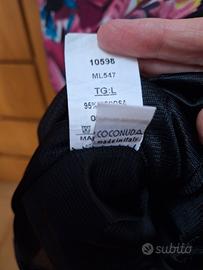 10598
ML547
TG:L
95%
COCONUDA
made in italy
subito